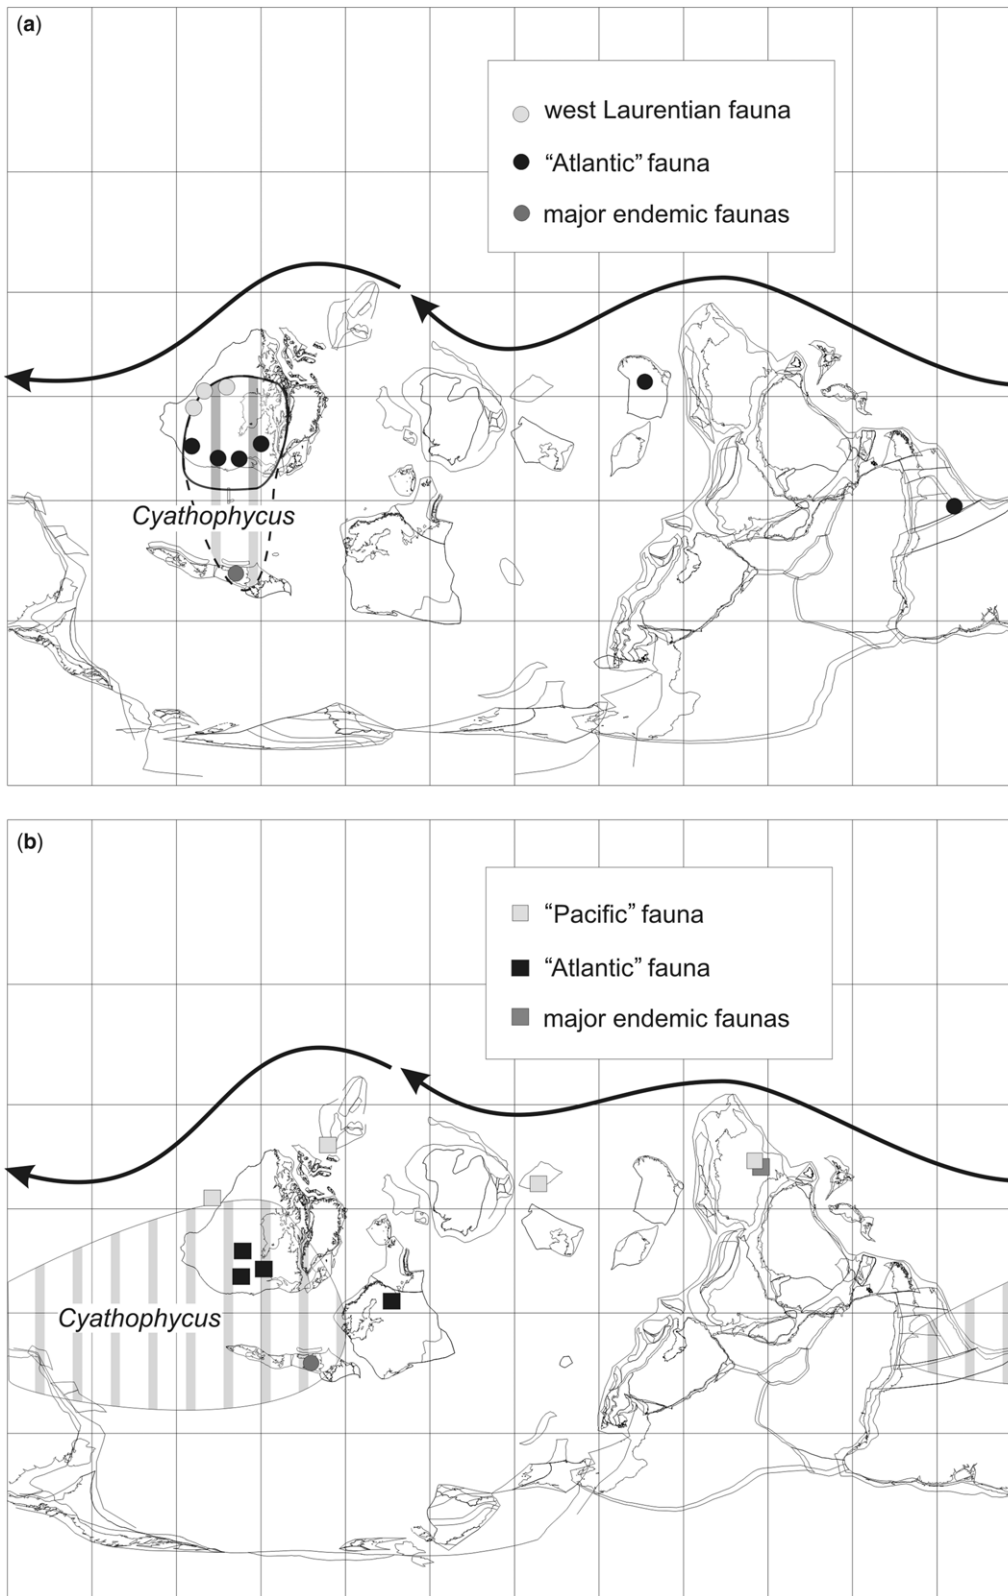 (a)
west Laurentian fauna
“Atlantic” fauna
major endemic faunas
Cyathophycus
(b)
“Pacific” fauna
“Atlantic” fauna
major endemic faunas
Cyathophycus